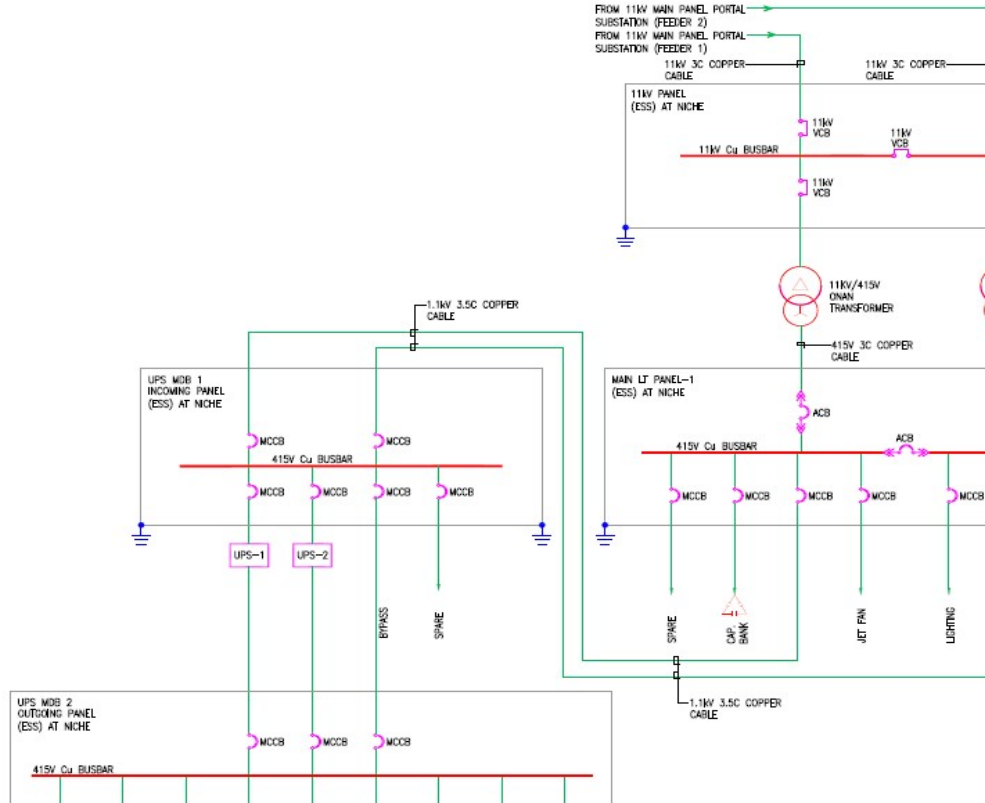 FROM 11kV MAIN PANEL PORTAL
SUBSTATION (FEEDER 2)
FROM 11kV MAIN PANEL PORTAL
SUBSTATION (FEEDER 1)
11kV 3C COPPER
CABLE
11kV 3C COPPER
CABLE
11kV PANEL
(ESS) AT NICHE
11kV
VCB
11kV
VCB
11kV Cu BUSBAR
11kV
VCB
11KV/415V
ONAN
TRANSFORMER
1.1kV 3.5C COPPER
CABLE
415V 3C COPPER
CABLE
UPS MDB 1
INCOMING PANEL
(ESS) AT NICHE
MAIN LT PANEL-1
(ESS) AT NICHE
ACB
MCCB
MCCB
415V Cu BUSBAR
415V Cu BUSBAR
ACB
MCCB
MCCB
MCCB
MCCB
MCCB
MCCB
MCCB
MCCB
MCCB
UPS-1
UPS-2
BYPASS
SPARE
SPARE
CAP.
BANK
JET FAN
LIGHTING
1.1kV 3.5C COPPER
CABLE
UPS MDB 2
OUTGOING PANEL
(ESS) AT NICHE
MCCB
MCCB
MCCB
415V Cu BUSBAR